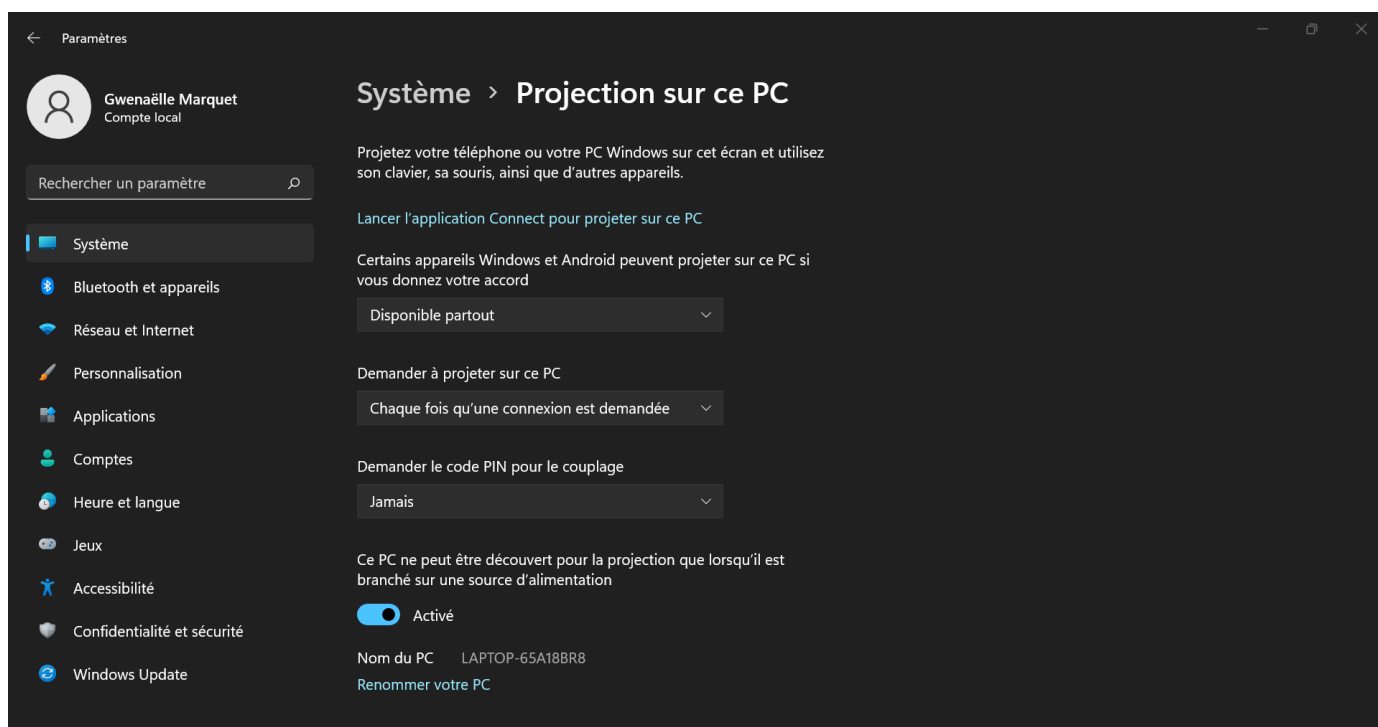 Paramètres
Gwenaëlle Marquet
Compte local
Rechercher un paramètre
Système
Bluetooth et appareils
Réseau et Internet
Personnalisation
Applications
Comptes
Heure et langue
Jeux
Accessibilité
Confidentialité et sécurité
Windows Update
Système > Projection sur ce PC
Projetez votre téléphone ou votre PC Windows sur cet écran et utilisez
son clavier, sa souris, ainsi que d’autres appareils.
Lancer l’application Connect pour projeter sur ce PC
Certains appareils Windows et Android peuvent projeter sur ce PC si
vous donnez votre accord
Disponible partout
Demander à projeter sur ce PC
Chaque fois qu’une connexion est demandée
Demander le code PIN pour le couplage
Jamais
Ce PC ne peut être découvert pour la projection que lorsqu’il est
branché sur une source d’alimentation
Activé
Nom du PC LAPTOP-65A18BR8
Renommer votre PC